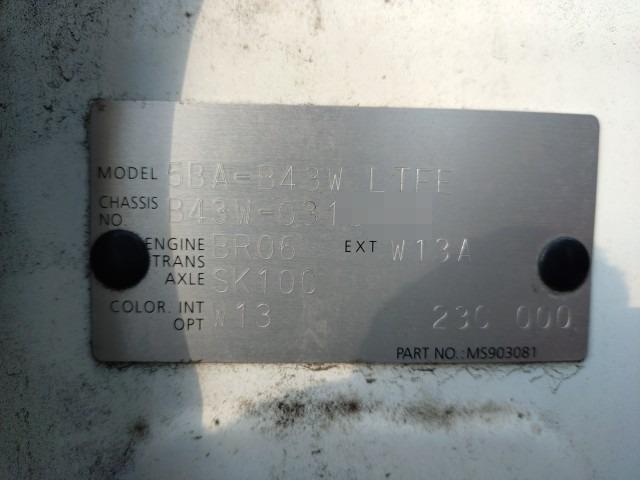 MODEL 5BA-B43W LTFE
CHASSIS NO. B43W-031
ENGINE BR06 EXT W13A
TRANS AXLE SK10C
COLOR. INT OPT W13 23C 000
PART NO.: MS903081